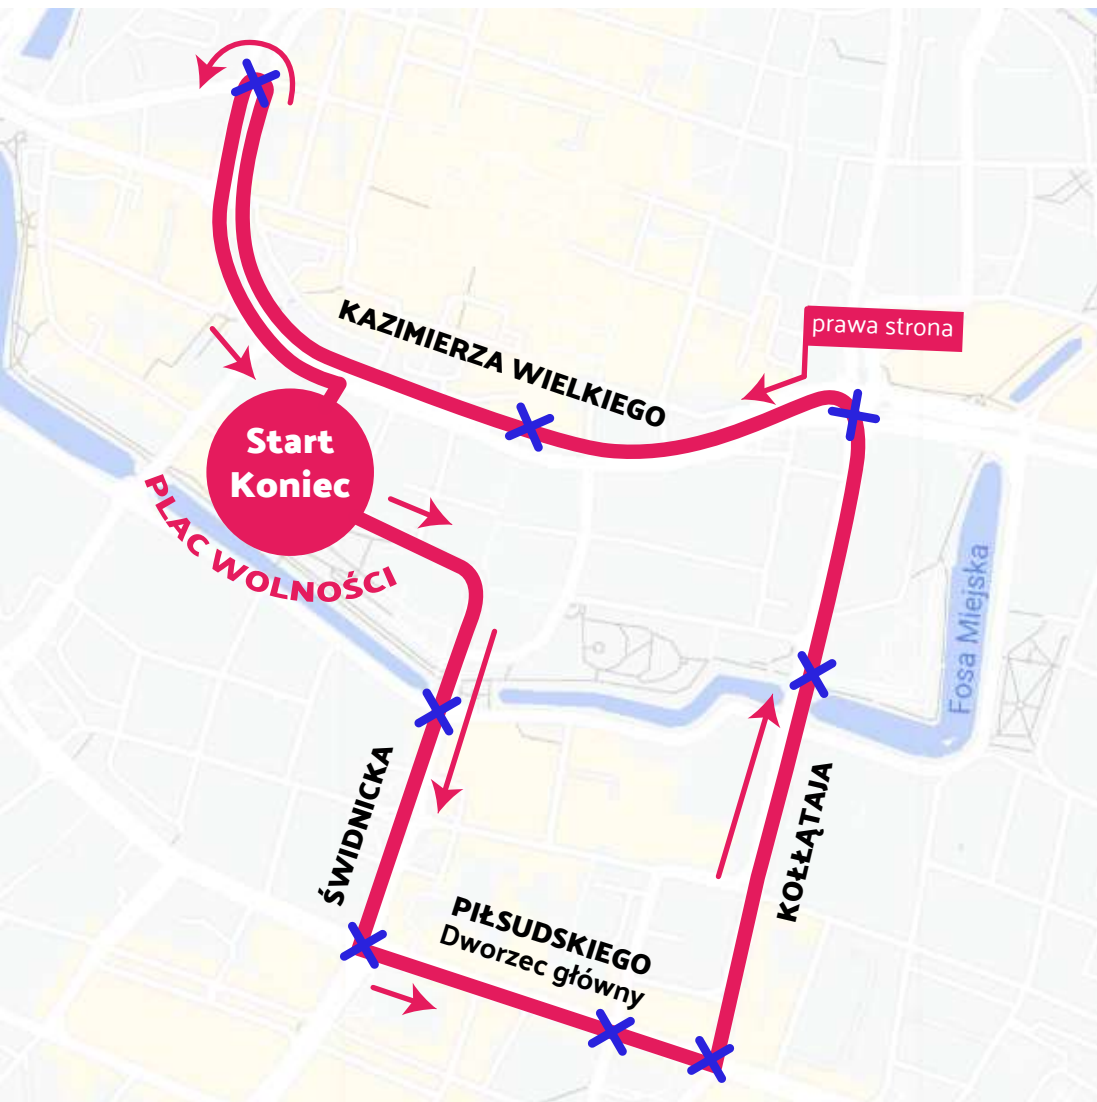 KAZIMIERZA WIELKIEGO
prawa strona
Start
Koniec
PLAC WOLNOŚCI
Fosa Miejska
ŚWIDNICKA
KOŁŁĄTAJA
PIŁSUDSKIEGO
Dworzec główny